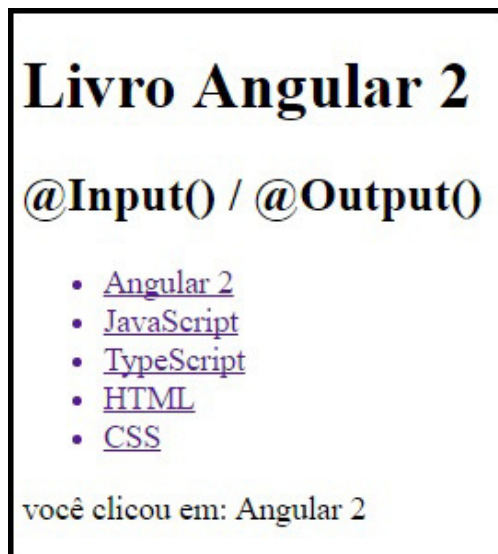 Livro Angular 2
@Input() / @Output()
Angular 2
JavaScript
TypeScript
HTML
CSS
você clicou em: Angular 2